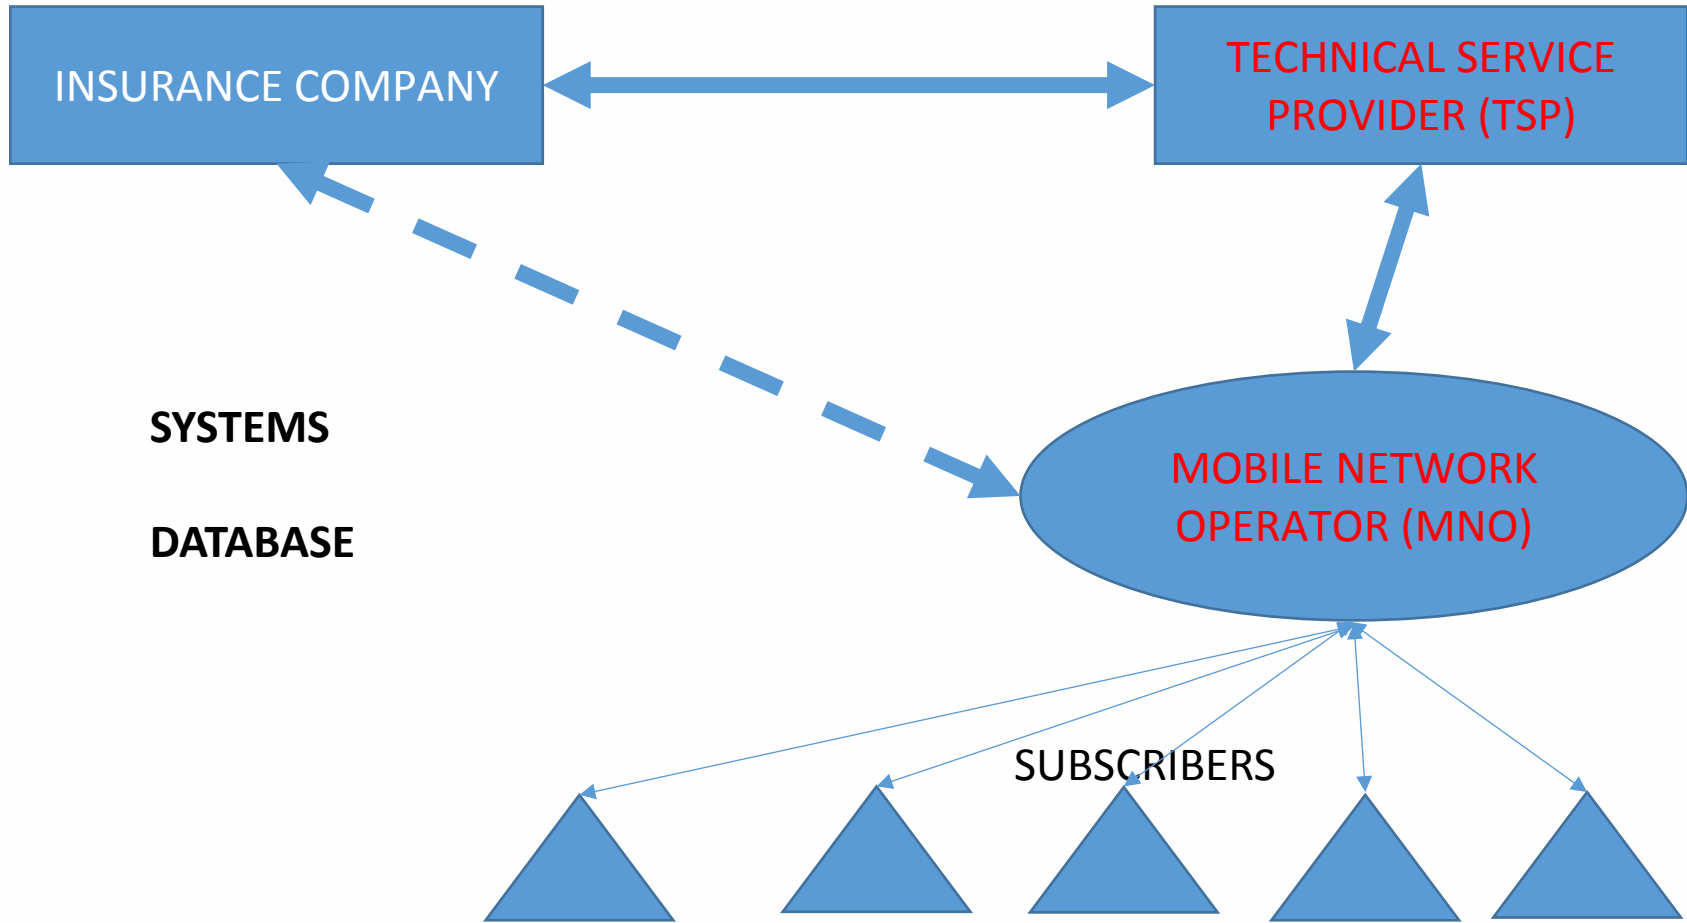 INSURANCE COMPANY
TECHNICAL SERVICE
PROVIDER (TSP)
SYSTEMS
DATABASE
MOBILE NETWORK
OPERATOR (MNO)
SUBSCRIBERS